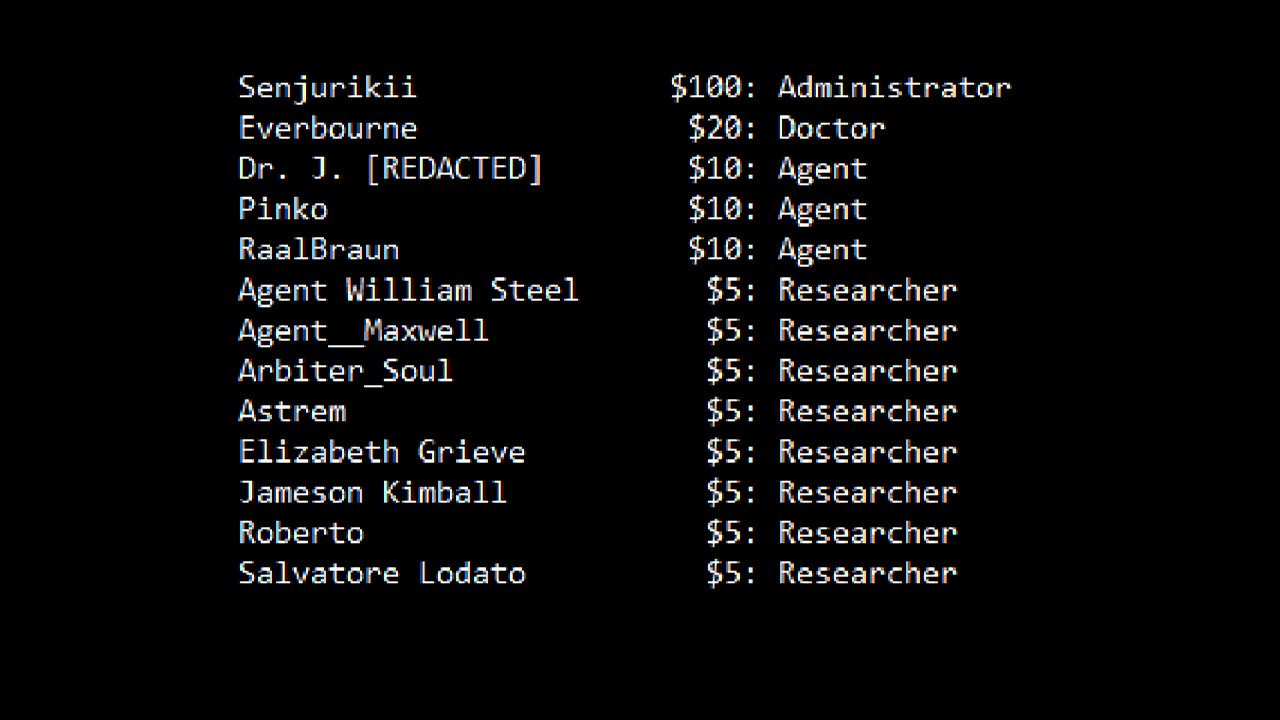 Senjurikii $100: Administrator
Everbourne $20: Doctor
Dr. J. [REDACTED] $10: Agent
Pinko $10: Agent
RaalBraun $10: Agent
Agent William Steel $5: Researcher
Agent__Maxwell $5: Researcher
Arbiter_Soul $5: Researcher
Astrem $5: Researcher
Elizabeth Grieve $5: Researcher
Jameson Kimball $5: Researcher
Roberto $5: Researcher
Salvatore Lodato $5: Researcher